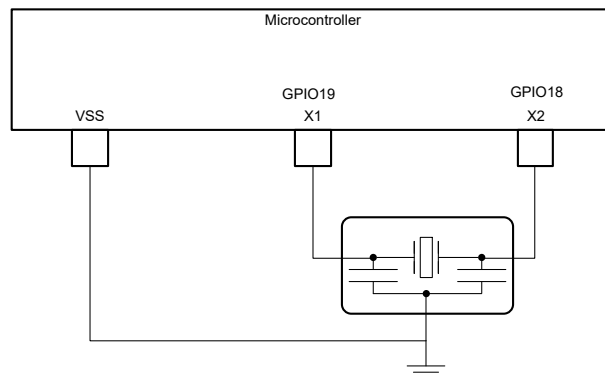 Microcontroller
GPIO19
GPIO18
VSS
X1
X2